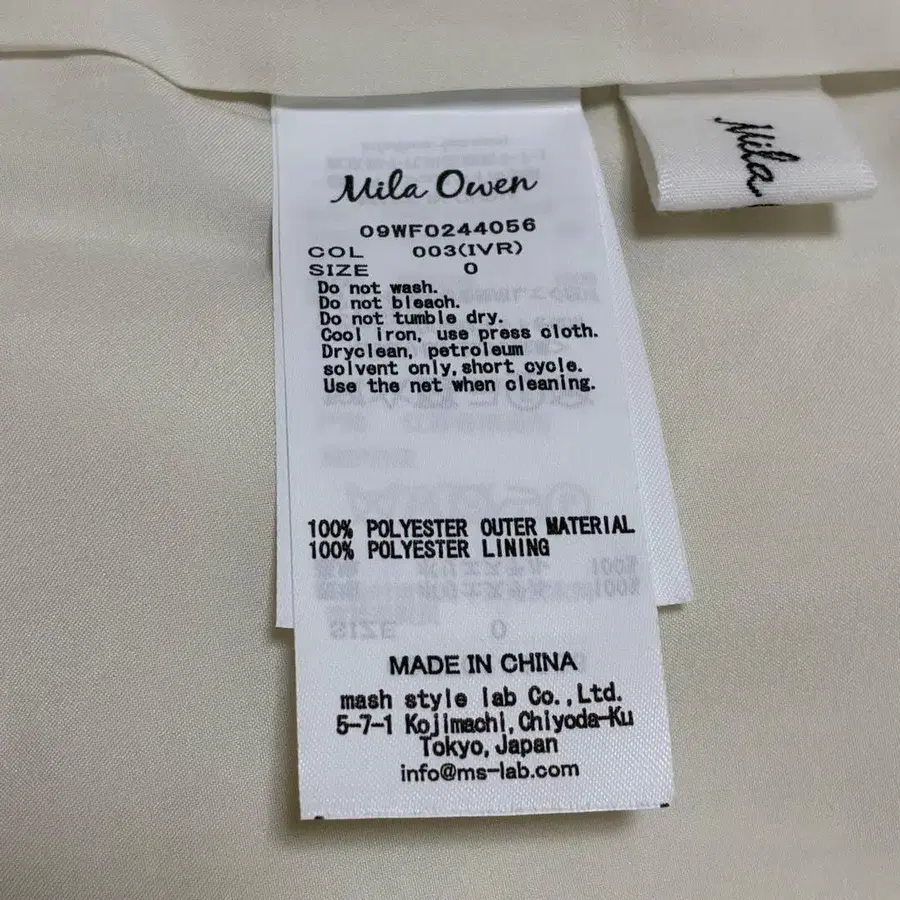 Mila Owen
09WF0244056
COL 003(IVR)
SIZE 0
Do not wash.
Do not bleach.
Do not tumble dry.
Cool iron, use press cloth.
Dryclean, petroleum
solvent only,short cycle.
Use the net when cleaning.
100% POLYESTER OUTER MATERIAL
100% POLYESTER LINING
SIZE 0
MADE IN CHINA
mash style lab Co.,Ltd.
5-7-1 Kojimachi,Chiyoda-Ku
Tokyo,Japan
info@ms-lab.com
Mila